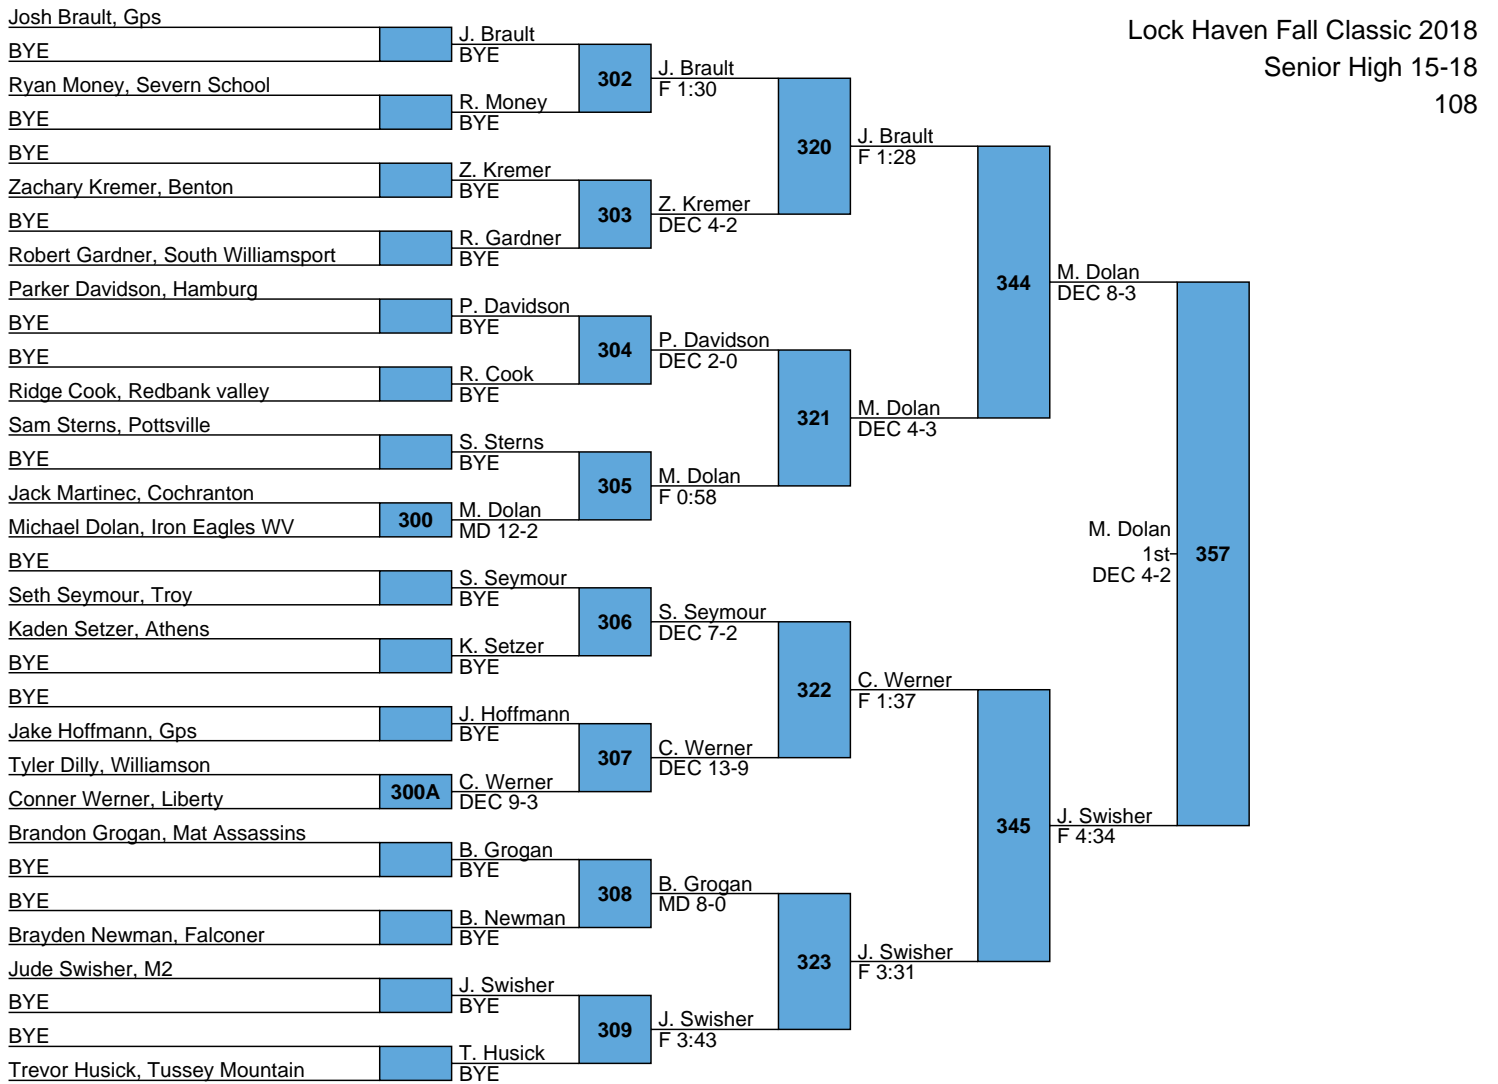 Lock Haven Fall Classic 2018
Senior High 15-18
108
Josh Brault, Gps
BYE
Ryan Money, Severn School
BYE
BYE
Zachary Kremer, Benton
BYE
Robert Gardner, South Williamsport
Parker Davidson, Hamburg
BYE
BYE
Ridge Cook, Redbank valley
Sam Sterns, Pottsville
BYE
Jack Martinec, Cochranton
Michael Dolan, Iron Eagles WV
BYE
Seth Seymour, Troy
Kaden Setzer, Athens
BYE
BYE
Jake Hoffmann, Gps
Tyler Dilly, Williamson
Conner Werner, Liberty
Brandon Grogan, Mat Assassins
BYE
BYE
Brayden Newman, Falconer
Jude Swisher, M2
BYE
BYE
Trevor Husick, Tussey Mountain
300
300A
J. Brault
BYE
R. Money
BYE
Z. Kremer
BYE
R. Gardner
BYE
P. Davidson
BYE
R. Cook
BYE
S. Sterns
BYE
M. Dolan
MD 12-2
S. Seymour
BYE
K. Setzer
BYE
J. Hoffmann
BYE
C. Werner
DEC 9-3
B. Grogan
BYE
B. Newman
BYE
J. Swisher
BYE
T. Husick
BYE
302
303
304
305
306
307
308
309
J. Brault
F 1:30
Z. Kremer
DEC 4-2
P. Davidson
DEC 2-0
M. Dolan
F 0:58
S. Seymour
DEC 7-2
C. Werner
DEC 13-9
B. Grogan
MD 8-0
J. Swisher
F 3:43
320
321
322
323
J. Brault
F 1:28
M. Dolan
DEC 4-3
C. Werner
F 1:37
J. Swisher
F 3:31
344
345
M. Dolan
DEC 8-3
J. Swisher
F 4:34
M. Dolan
1st
DEC 4-2
357